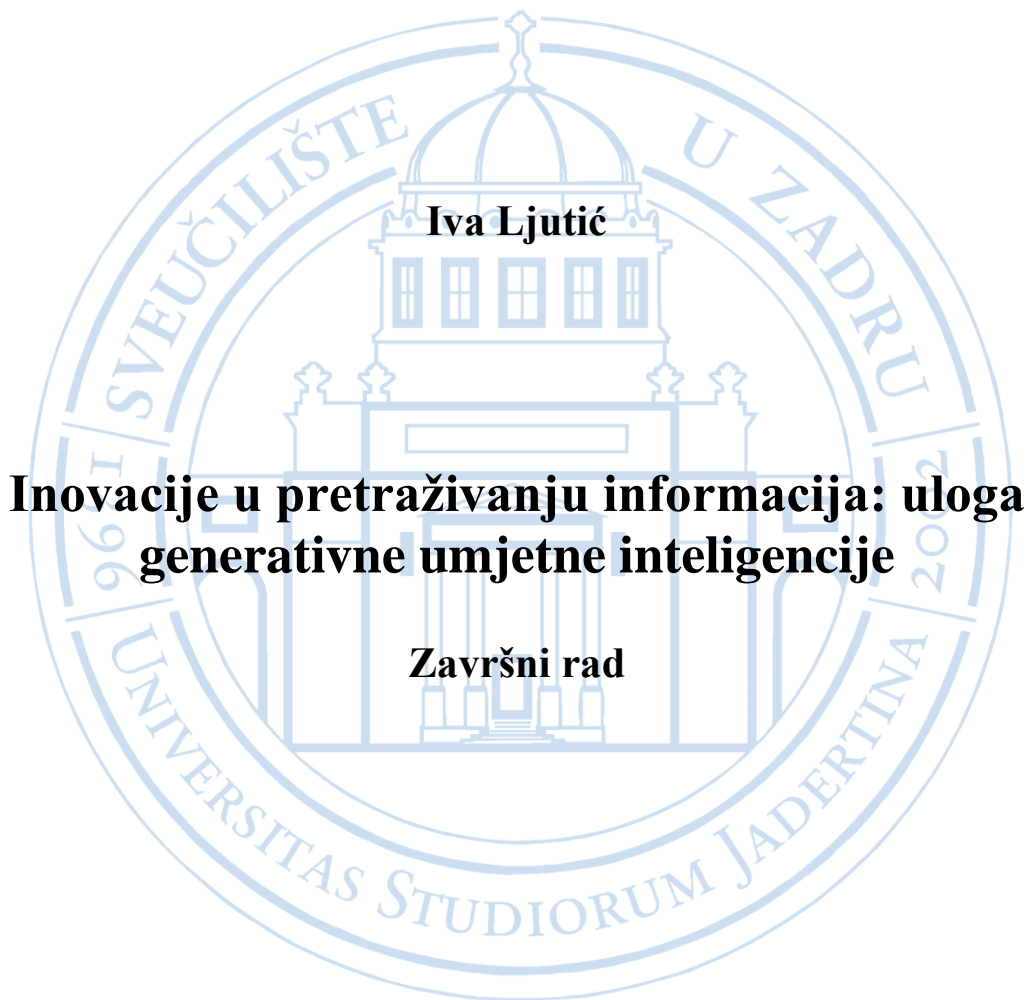 SVEUČILIŠTE U ZADRU
Iva Ljutić
Inovacije u pretraživanju informacija: uloga
generativne umjetne inteligencije
Završni rad
1396
2002
UNIVERSITAS STUDIORUM JADERTINA